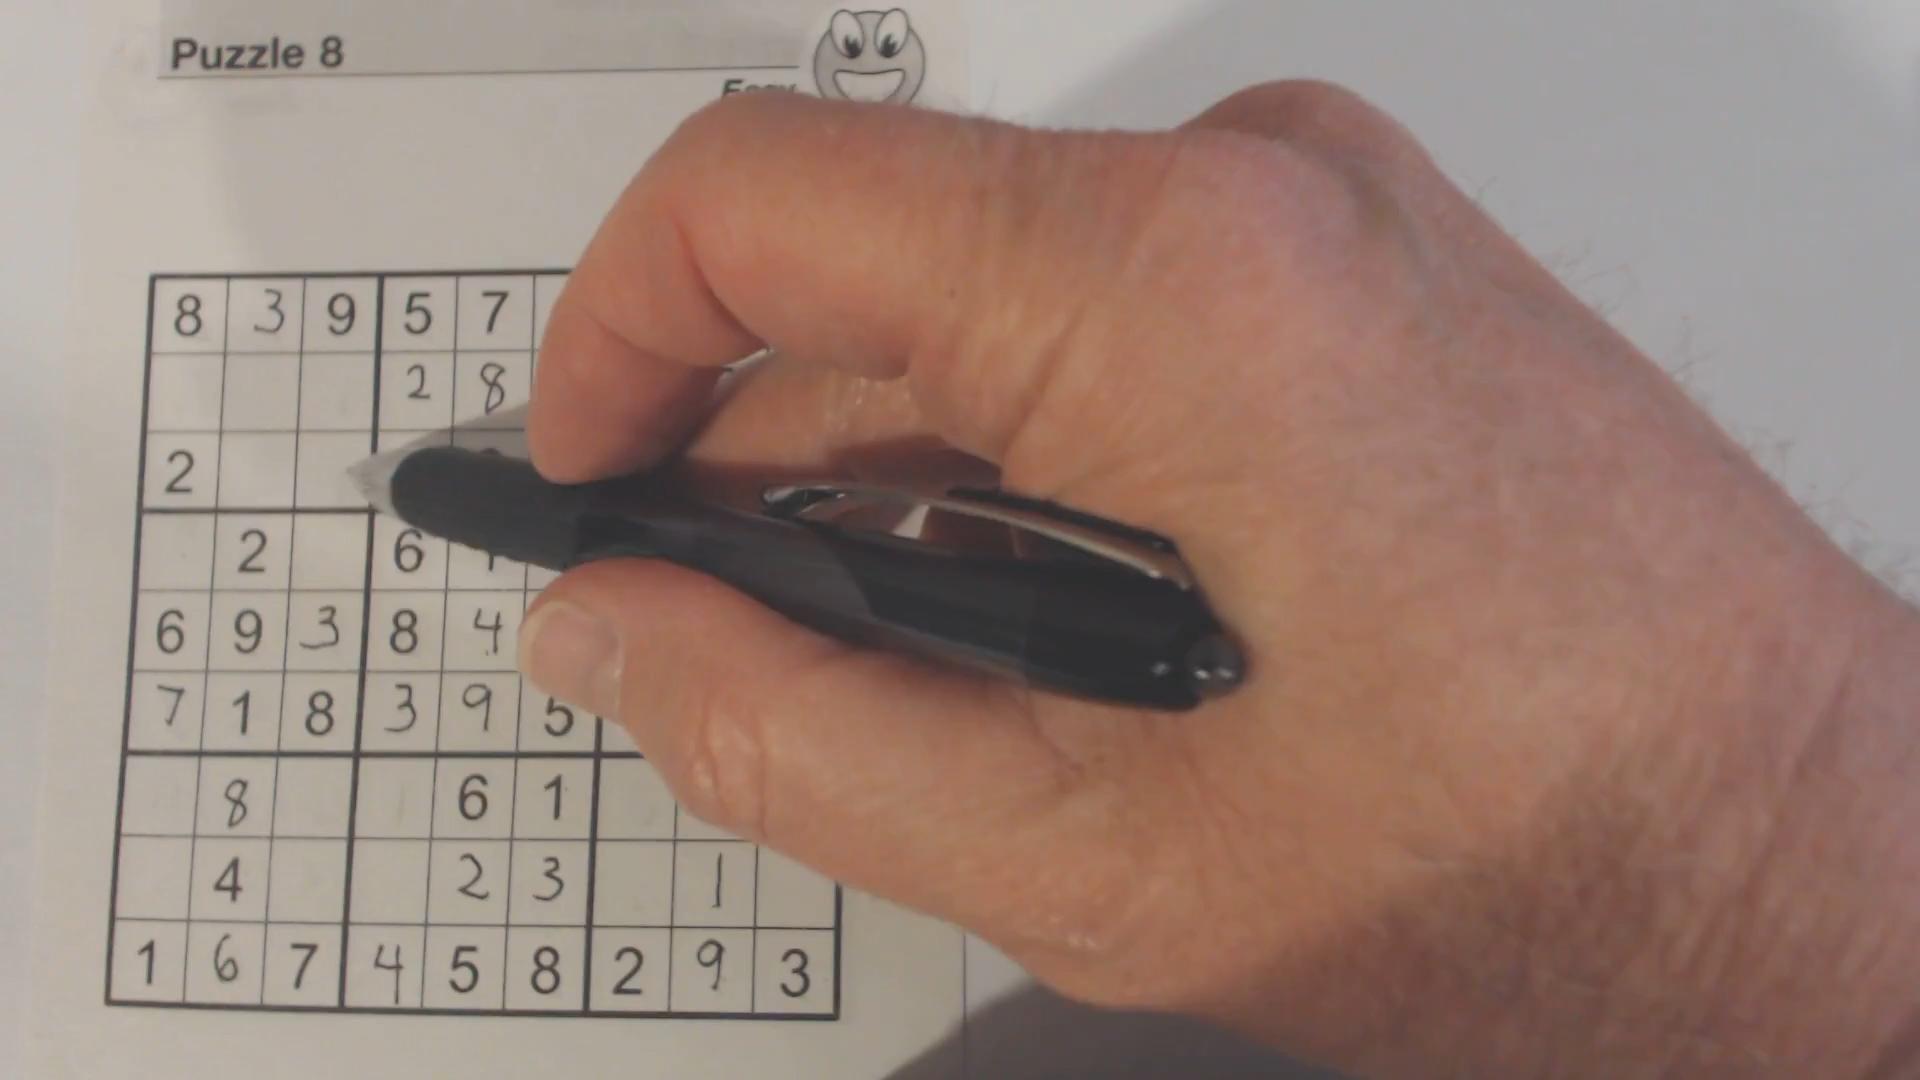 Puzzle 8
Easy
8 3 9 5 7
2 8
2
2 6
6 9 3 8 4
7 1 8 3 9 5
8 6 1
4 2 3 1
1 6 7 4 5 8 2 9 3